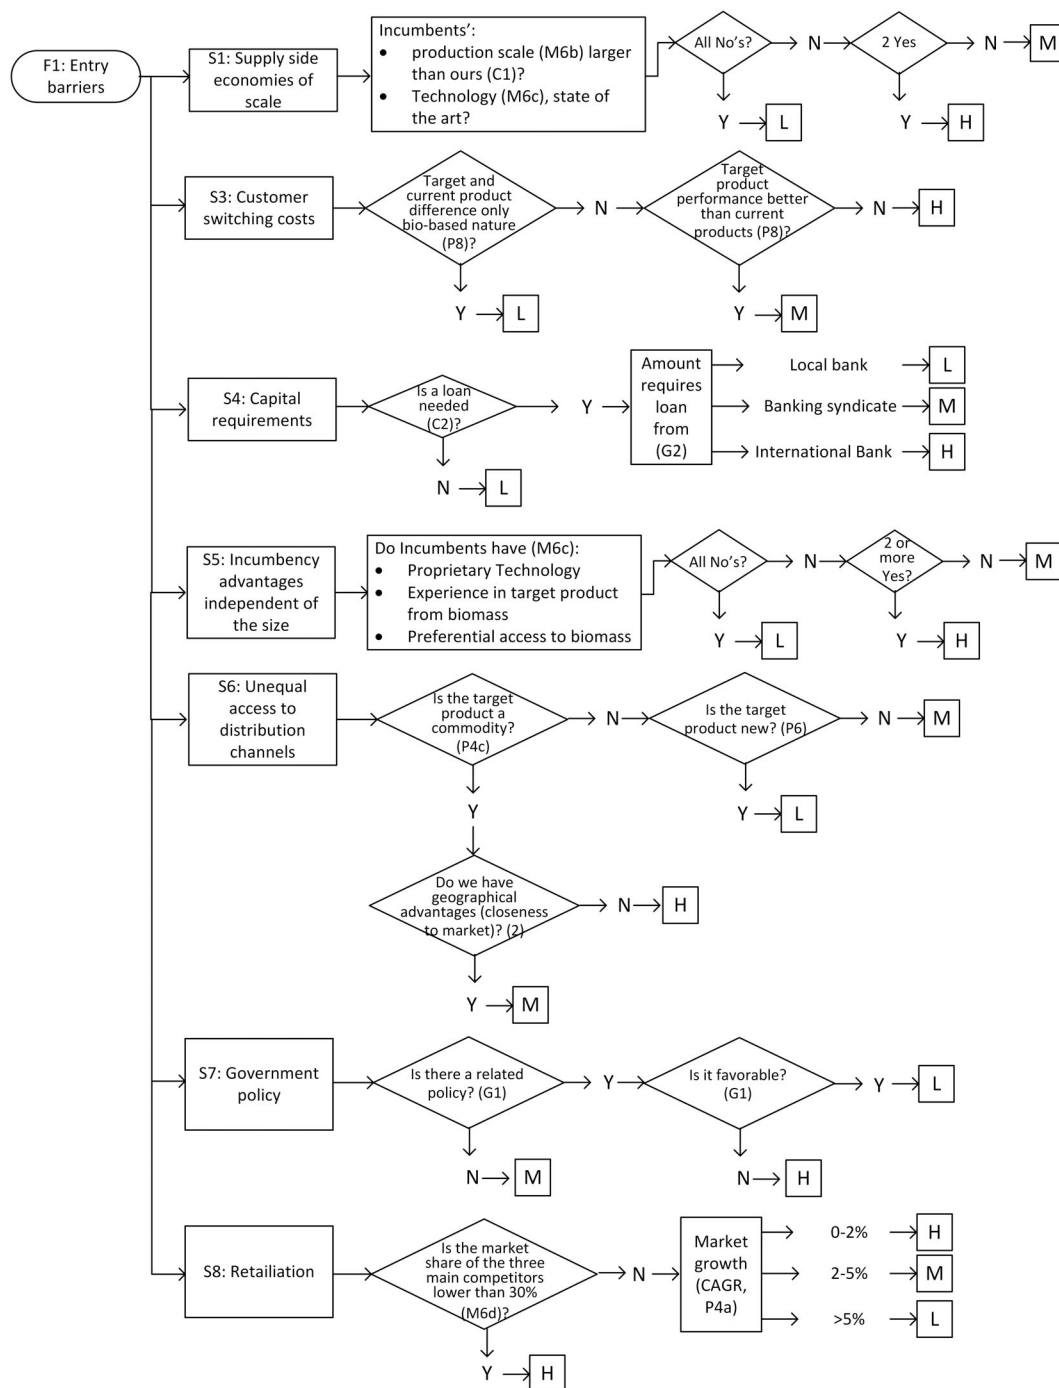 F1: Entry
barriers
S1: Supply side
economies of
scale
Incumbents’:
• production scale (M6b) larger
than ours (C1)?
• Technology (M6c), state of
the art?
All No’s?
N
2 Yes
N
M
Y
L
Y
H
S3: Customer
switching costs
Target and
current product
difference only
bio-based nature
(P8)?
N
Target
product
performance better
than current
products (P8)?
N
H
Y
L
Y
M
S4: Capital
requirements
Is a loan
needed
(C2)?
Y
Amount
requires
loan
from
(G2)
Local bank
L
Banking syndicate
M
International Bank
H
N
L
S5: Incumbency
advantages
independent of
the size
Do Incumbents have (M6c):
• Proprietary Technology
• Experience in target product
from biomass
• Preferential access to biomass
All No’s?
N
2 or
more
Yes?
N
M
Y
L
Y
H
S6: Unequal
access to
distribution
channels
Is the target
product a
commodity?
(P4c)
N
Is the target
product new? (P6)
N
M
Y
L
Y
Do we have
geographical
advantages (closeness
to market)? (2)
N
H
Y
M
S7: Government
policy
Is there a related
policy? (G1)
Y
Is it favorable?
(G1)
Y
L
N
M
N
H
S8: Retailiation
Is the market
share of the three
main competitors
lower than 30%
(M6d)?
N
Market
growth
(CAGR,
P4a)
0-2%
H
2-5%
M
>5%
L
Y
H